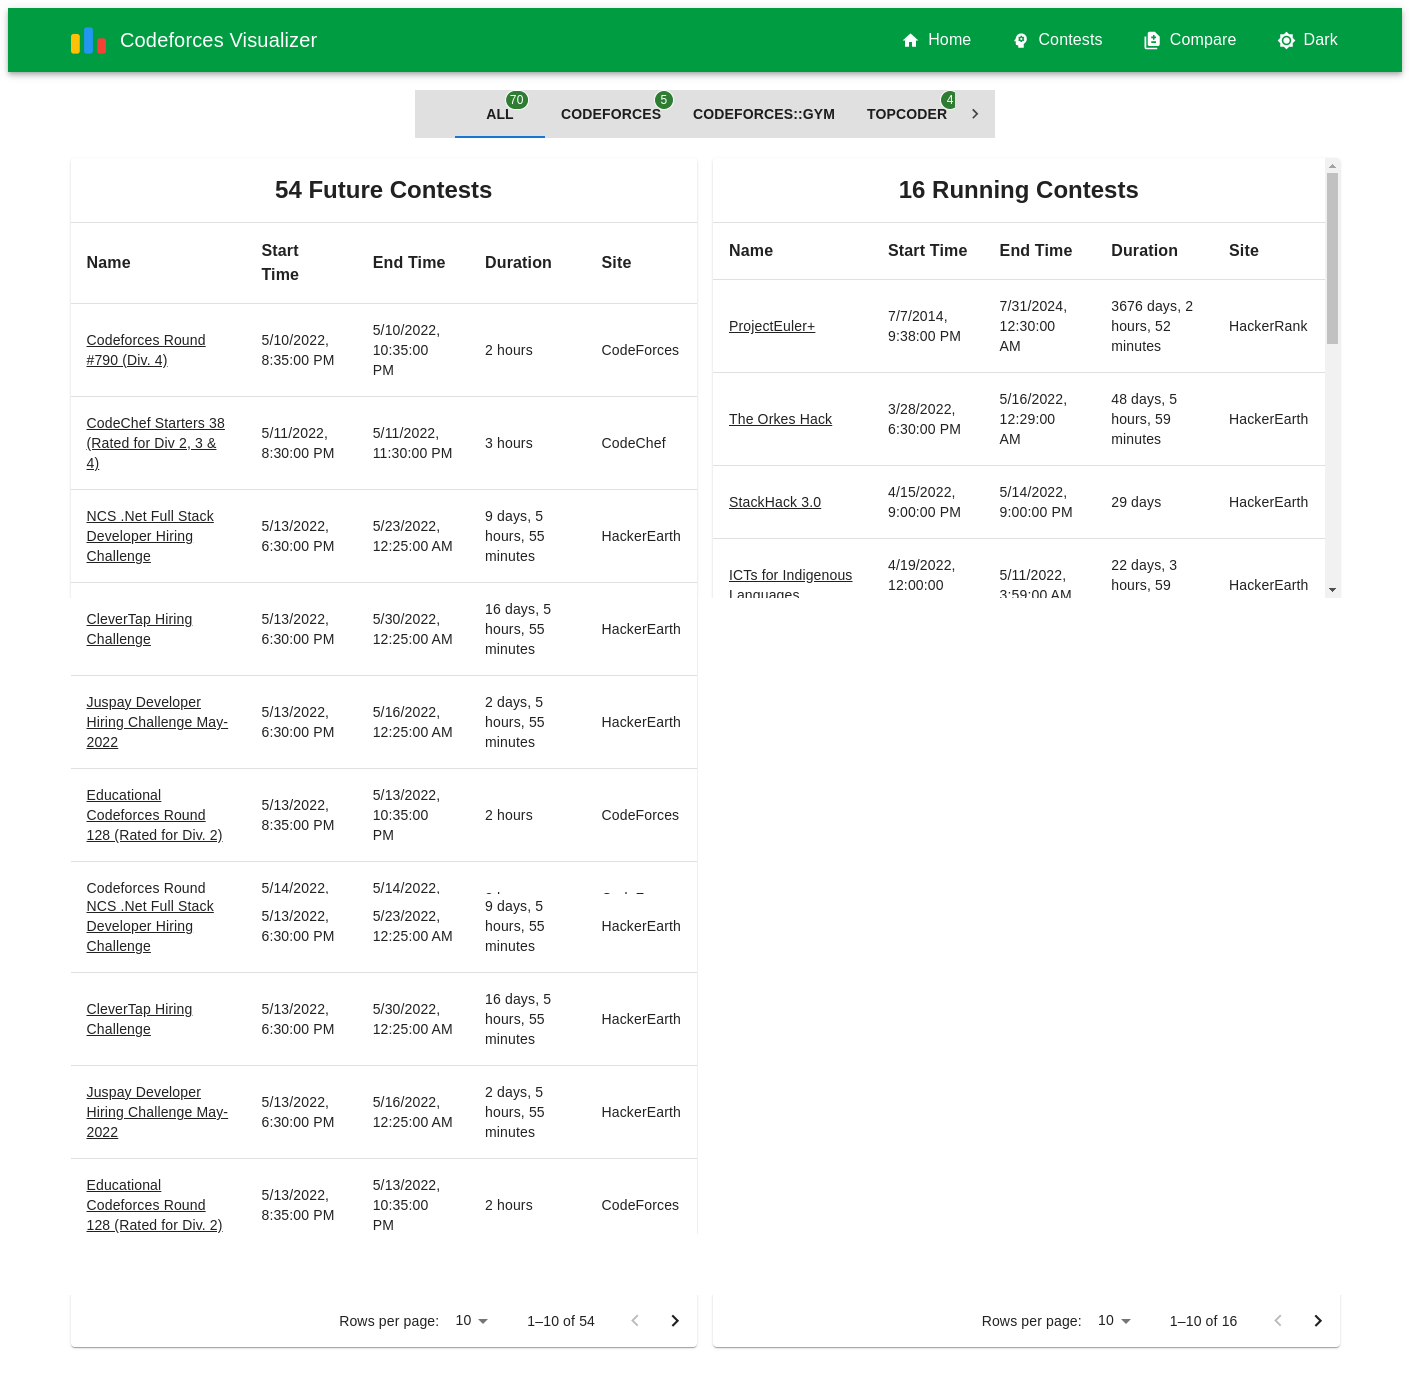 Codeforces Visualizer
Home
Contests
Compare
Dark
ALL
70
CODEFORCES
5
CODEFORCES::GYM
TOPCODER
4
54 Future Contests
Name
Start
Time
End Time
Duration
Site
Codeforces Round
#790 (Div. 4)
5/10/2022,
8:35:00 PM
5/10/2022,
10:35:00
PM
2 hours
CodeForces
CodeChef Starters 38
(Rated for Div 2, 3 &
4)
5/11/2022,
8:30:00 PM
5/11/2022,
11:30:00 PM
3 hours
CodeChef
NCS .Net Full Stack
Developer Hiring
Challenge
5/13/2022,
6:30:00 PM
5/23/2022,
12:25:00 AM
9 days, 5
hours, 55
minutes
HackerEarth
CleverTap Hiring
Challenge
5/13/2022,
6:30:00 PM
5/30/2022,
12:25:00 AM
16 days, 5
hours, 55
minutes
HackerEarth
Juspay Developer
Hiring Challenge May-
2022
5/13/2022,
6:30:00 PM
5/16/2022,
12:25:00 AM
2 days, 5
hours, 55
minutes
HackerEarth
Educational
Codeforces Round
128 (Rated for Div. 2)
5/13/2022,
8:35:00 PM
5/13/2022,
10:35:00
PM
2 hours
CodeForces
Codeforces Round
5/14/2022,
5/14/2022,
NCS .Net Full Stack
Developer Hiring
Challenge
5/13/2022,
6:30:00 PM
5/23/2022,
12:25:00 AM
9 days, 5
hours, 55
minutes
HackerEarth
CleverTap Hiring
Challenge
5/13/2022,
6:30:00 PM
5/30/2022,
12:25:00 AM
16 days, 5
hours, 55
minutes
HackerEarth
Juspay Developer
Hiring Challenge May-
2022
5/13/2022,
6:30:00 PM
5/16/2022,
12:25:00 AM
2 days, 5
hours, 55
minutes
HackerEarth
Educational
Codeforces Round
128 (Rated for Div. 2)
5/13/2022,
8:35:00 PM
5/13/2022,
10:35:00
PM
2 hours
CodeForces
Rows per page:
10
1–10 of 54
16 Running Contests
Name
Start Time
End Time
Duration
Site
ProjectEuler+
7/7/2014,
9:38:00 PM
7/31/2024,
12:30:00
AM
3676 days, 2
hours, 52
minutes
HackerRank
The Orkes Hack
3/28/2022,
6:30:00 PM
5/16/2022,
12:29:00
AM
48 days, 5
hours, 59
minutes
HackerEarth
StackHack 3.0
4/15/2022,
9:00:00 PM
5/14/2022,
9:00:00 PM
29 days
HackerEarth
ICTs for Indigenous
Languages
4/19/2022,
12:00:00
5/11/2022,
3:59:00 AM
22 days, 3
hours, 59
HackerEarth
Rows per page:
10
1–10 of 16